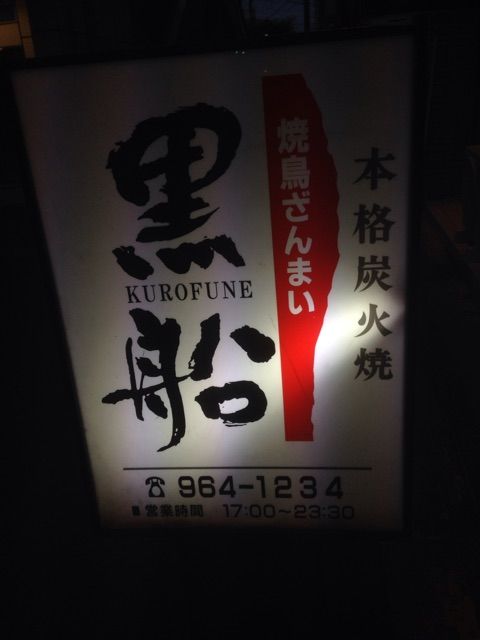 本格炭火焼
焼鳥ざんまい
黒船
KUROFUNE
☎ 964-1234
■ 営業時間 17:00~23:30